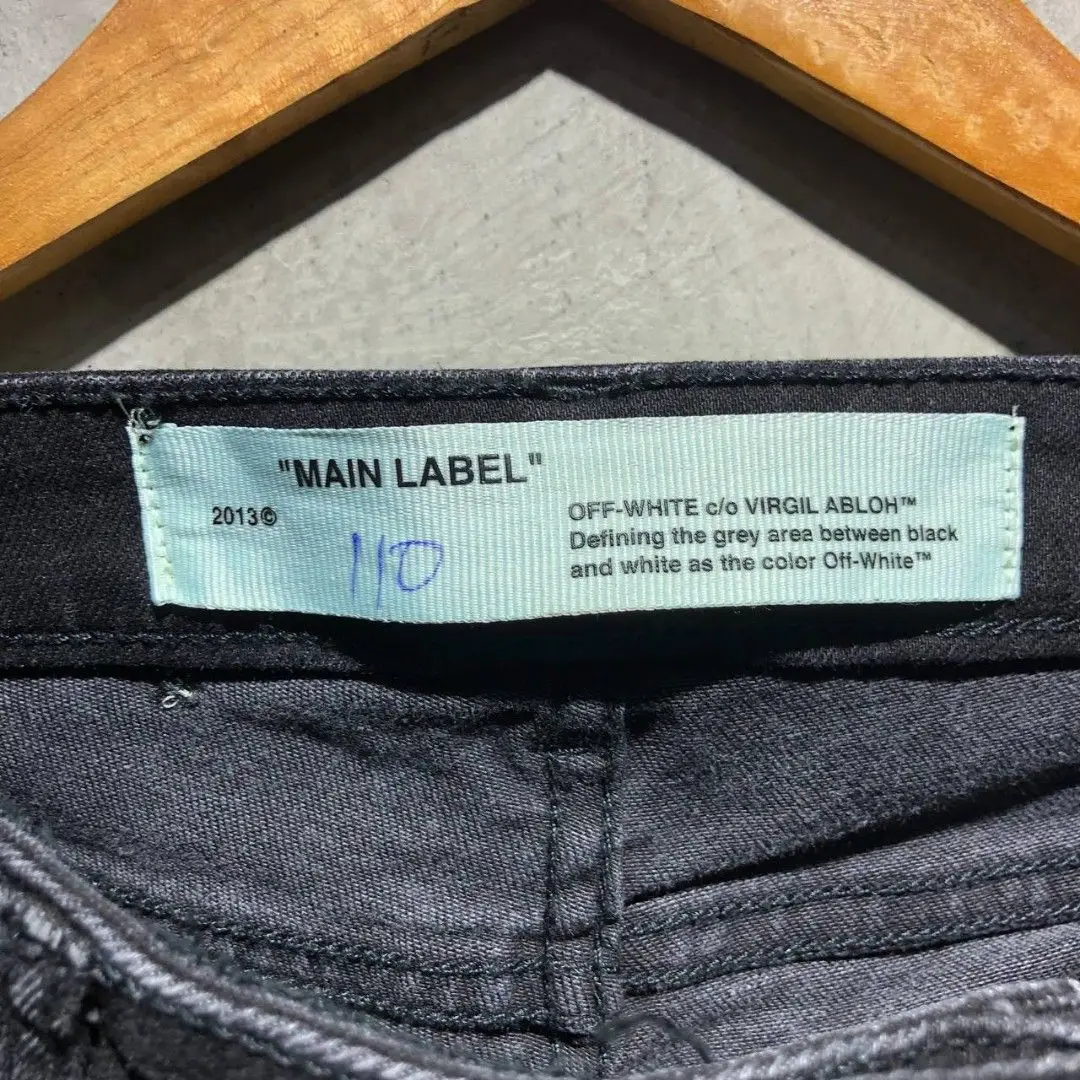 "MAIN LABEL"
2013©
110
OFF-WHITE c/o VIRGIL ABLOH™
Defining the grey area between black
and white as the color Off-White™